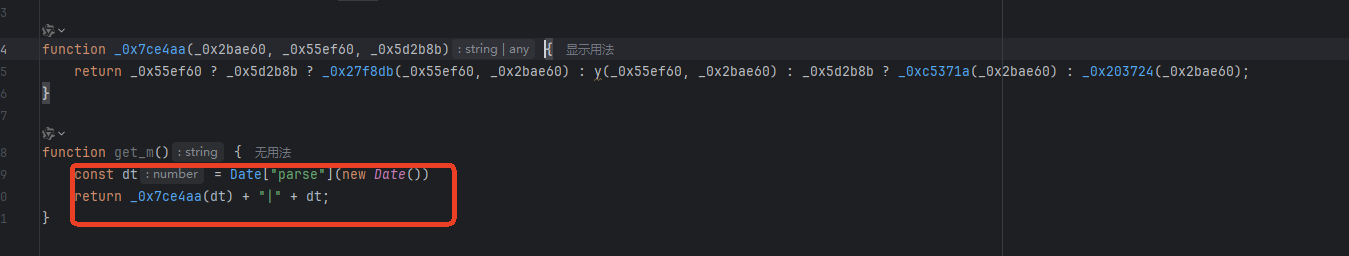 3
4 function _0x7ce4aa(_0x2bae60, _0x55ef60, _0x5d2b8b) : string | any { 显示用法
5 return _0x55ef60 ? _0x5d2b8b ? _0x27f8db(_0x55ef60, _0x2bae60) : y(_0x55ef60, _0x2bae60) : _0x5d2b8b ? _0xc5371a(_0x2bae60) : _0x203724(_0x2bae60);
6 }
7
8 function get_m() : string { 无用法
9 const dt : number = Date["parse"](new Date())
0 return _0x7ce4aa(dt) + "|" + dt;
1 }